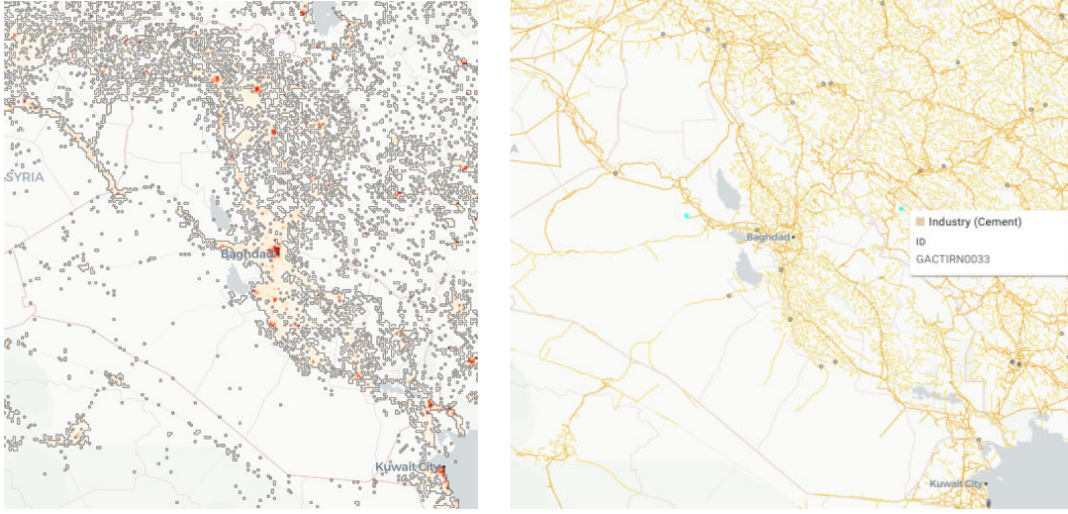 SYRIA
Baghdad
Kuwait City
A
Baghdad
Industry (Cement)
ID
GACTIRN0033
Kuwait City